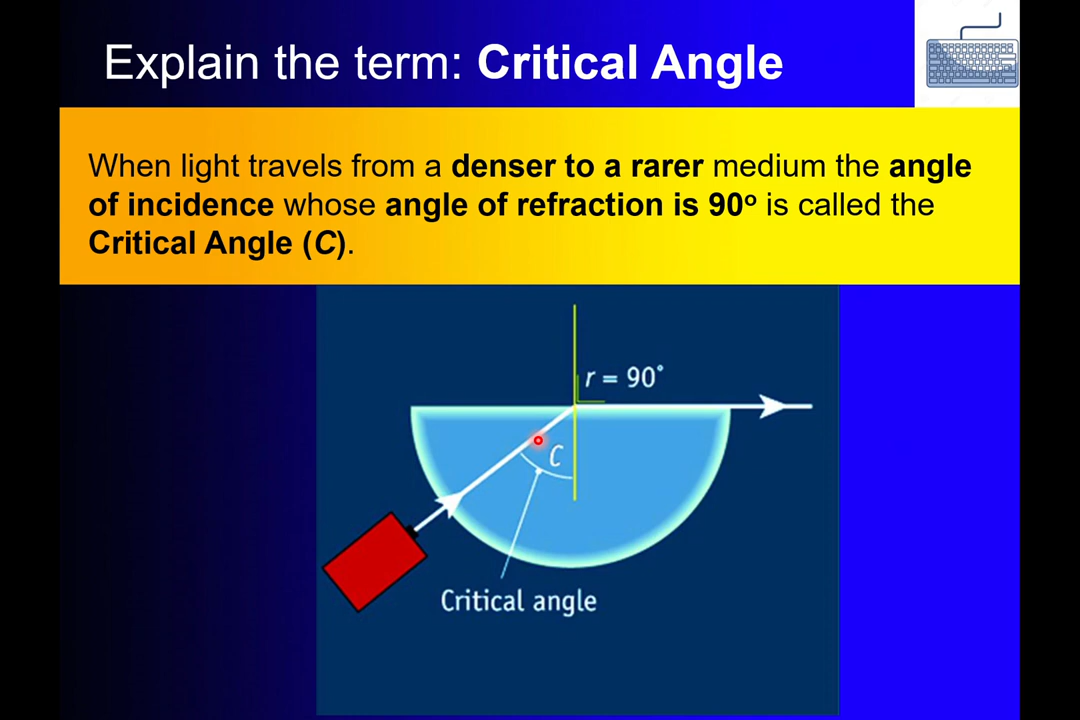 Explain the term: Critical Angle
When light travels from a denser to a rarer medium the angle
of incidence whose angle of refraction is 90º is called the
Critical Angle (C).
r = 90°
C
Critical angle